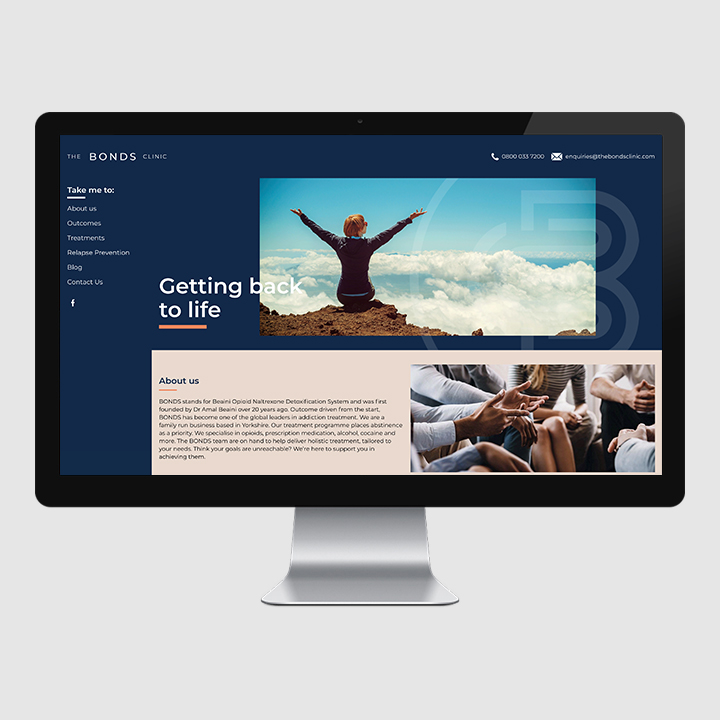 THE BONDS CLINIC
0800 033 7200 enquiries@thebondsclinic.com
Take me to:
About us
Outcomes
Treatments
Relapse Prevention
Blog
Contact Us
f
Getting back
to life
B
About us
BONDS stands for Beaini Opioid Naltrexone Detoxification System and was first
founded by Dr Amal Beaini over 20 years ago. Outcome driven from the start,
BONDS has become one of the global leaders in addiction treatment. We are a
family run business based in Yorkshire. Our treatment programme places abstinence
as a priority. We specialise in opioids, prescription medication, alcohol, cocaine and
more. The BONDS team are on hand to help deliver holistic treatment, tailored to
your needs. Think your goals are unreachable? We're here to support you in
achieving them.